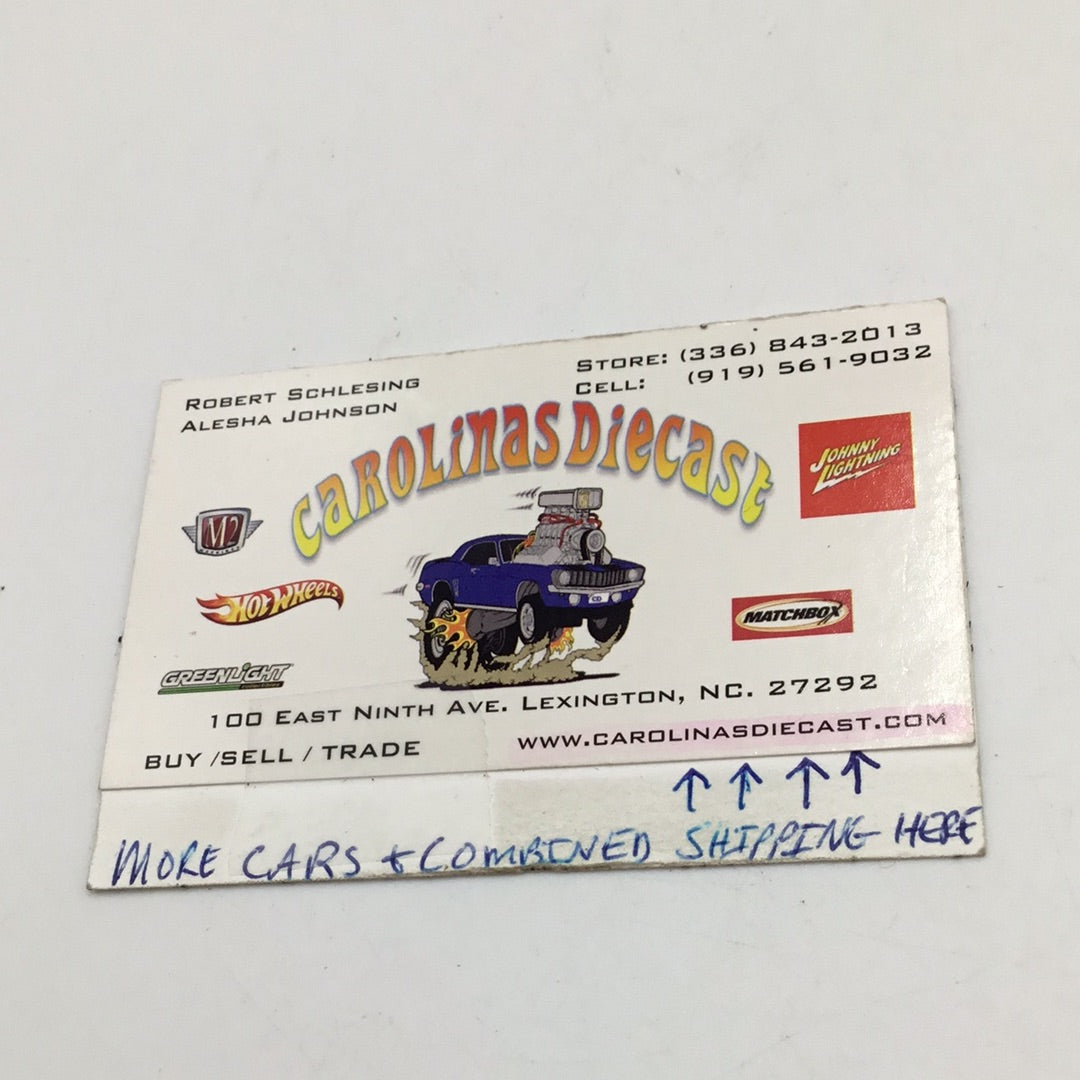 ROBERT SCHLESING
ALESHA JOHNSON
STORE: (336) 843-2013
CELL: (919) 561-9032
CAROLINAS DIECAST
JOHNNY
LIGHTNING
M2
MACHINES
HOT WHEELS
CD
MATCHBOX
GREENLIGHT
100 EAST NINTH AVE. LEXINGTON, NC. 27292
BUY /SELL / TRADE
WWW.CAROLINASDIECAST.COM
MORE CARS + COMBINED SHIPPING HERE